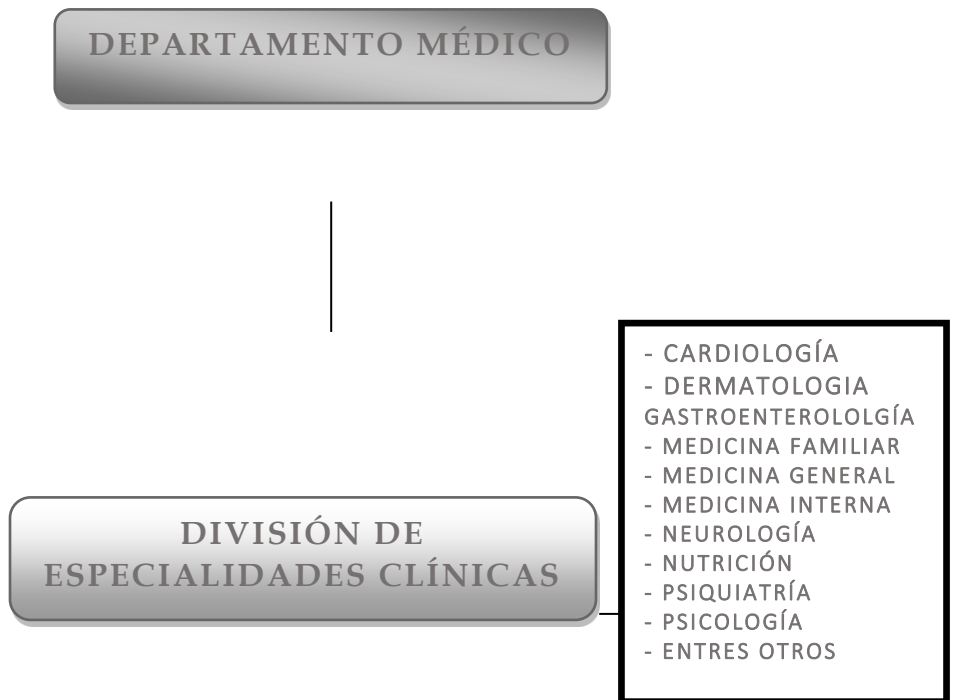 DEPARTAMENTO MÉDICO
DIVISIÓN DE
ESPECIALIDADES CLÍNICAS
- CARDIOLOGÍA
- DERMATOLOGIA
GASTROENTEROLOLGÍA
- MEDICINA FAMILIAR
- MEDICINA GENERAL
- MEDICINA INTERNA
- NEUROLOGÍA
- NUTRICIÓN
- PSIQUIATRÍA
- PSICOLOGÍA
- ENTRES OTROS